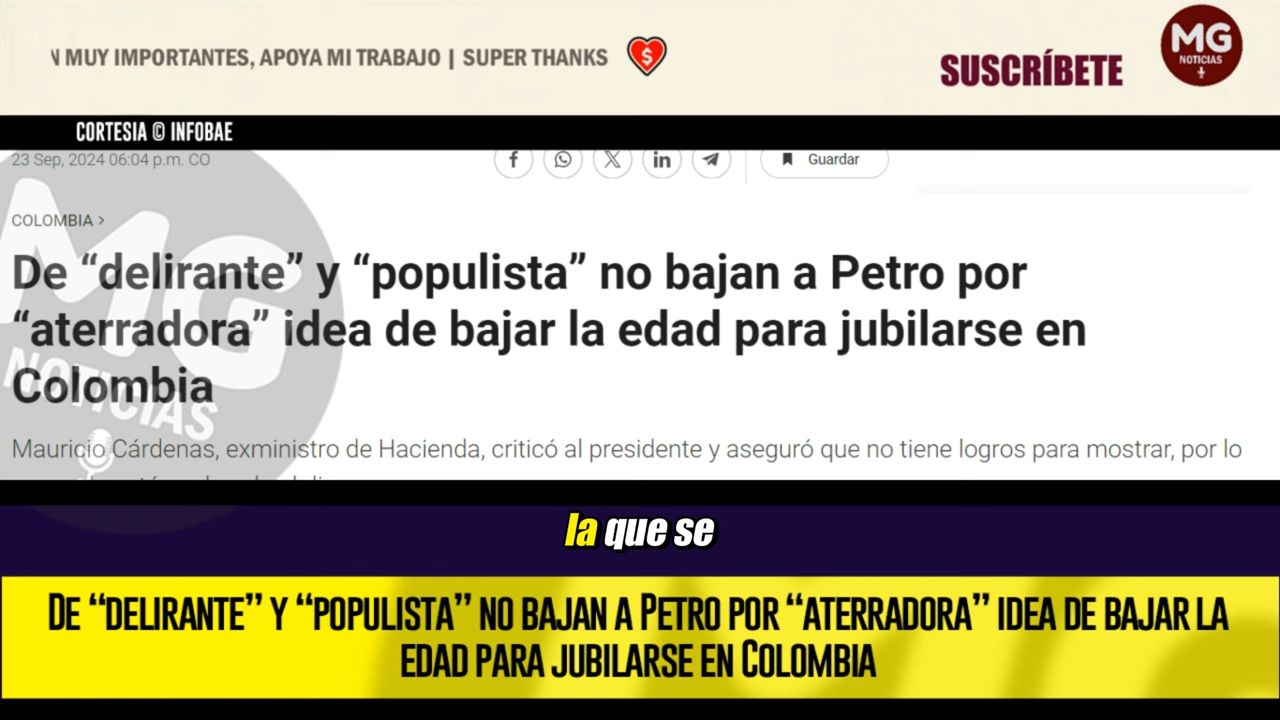 N MUY IMPORTANTES, APOYA MI TRABAJO | SUPER THANKS
SUSCRÍBETE
MG
NOTICIAS
CORTESIA © INFOBAE
23 Sep, 2024 06:04 p.m. CO
Guardar
COLOMBIA >
De “delirante” y “populista” no bajan a Petro por
“aterradora” idea de bajar la edad para jubilarse en
Colombia
MG
NOTICIAS
Mauricio Cárdenas, exministro de Hacienda, criticó al presidente y aseguró que no tiene logros para mostrar, por lo
la que se
DE “DELIRANTE” Y “POPULISTA” NO BAJAN A PETRO POR “ATERRADORA” IDEA DE BAJAR LA
EDAD PARA JUBILARSE EN COLOMBIA